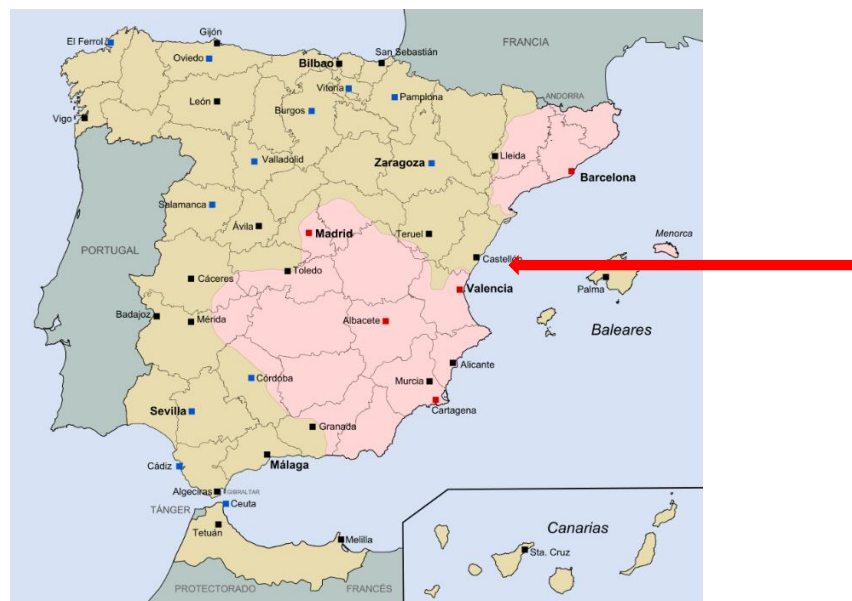 Gijón
El Ferrol
Oviedo
Bilbao
San Sebastián
FRANCIA
Vitoria
Pamplona
ANDORRA
León
Burgos
Vigo
Valladolid
Zaragoza
Lleida
Barcelona
Salamanca
Ávila
Madrid
Teruel
Menorca
PORTUGAL
Castellón
Toledo
Cáceres
Valencia
Palma
Badajoz
Mérida
Albacete
Baleares
Alicante
Córdoba
Murcia
Cartagena
Sevilla
Granada
Málaga
Cádiz
Algeciras
GIBRALTAR
TÁNGER
Ceuta
Tetuán
Melilla
Canarias
Sta. Cruz
PROTECTORADO
FRANCÉS